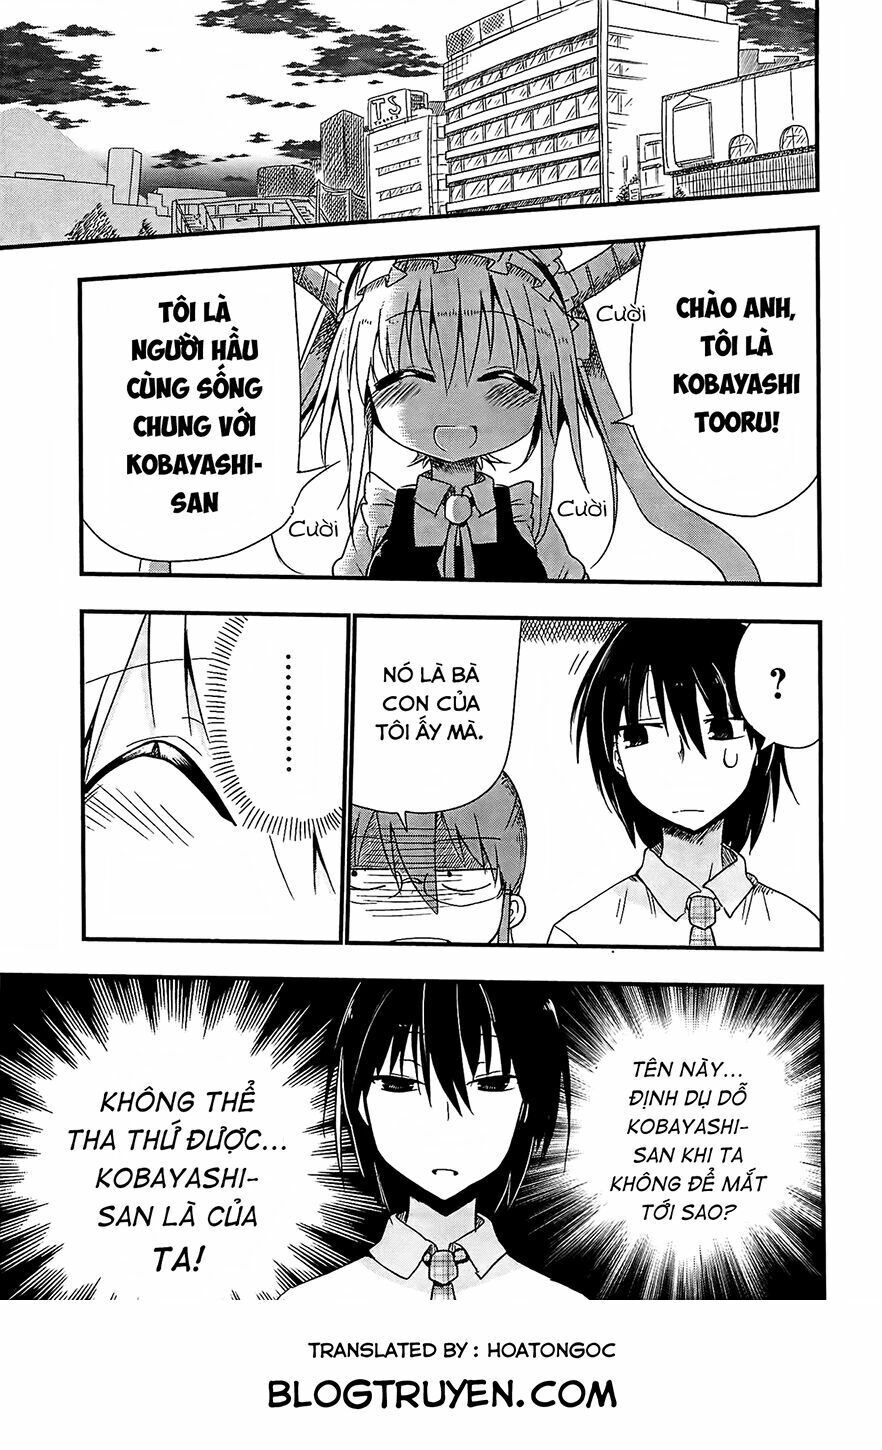 TS
CHÀO ANH,
TÔI LÀ
KOBAYASHI
TOORU!
Cười
Cười
Cười
TÔI LÀ
NGƯỜI HẦU
CÙNG SỐNG
CHUNG VỚI
KOBAYASHI-
SAN
?
NÓ LÀ BÀ
CON CỦA
TÔI ẤY MÀ.
.........
TÊN NÀY...
ĐỊNH DỤ DỖ
KOBAYASHI-
SAN KHI TA
KHÔNG ĐỂ MẮT
TỚI SAO?
KHÔNG THỂ
THA THỨ ĐƯỢC...
KOBAYASHI-
SAN LÀ CỦA
TA!
TRANSLATED BY : HOATONGOC
BLOGTRUYEN.COM